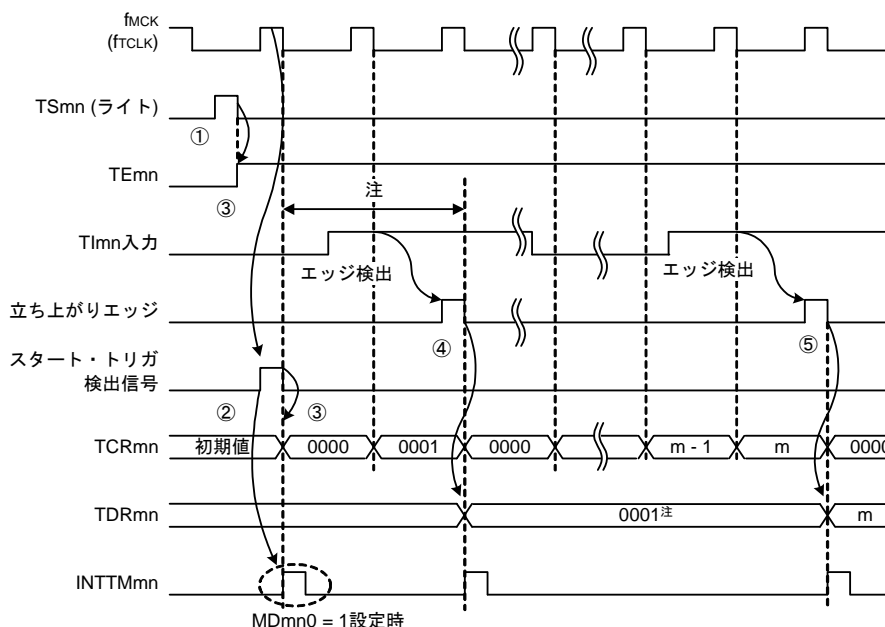 fMCK
(fTCLK)
TSmn (ライト)
①
TEmn
③
注
TImn入力
エッジ検出
エッジ検出
立ち上がりエッジ
④
⑤
スタート・トリガ
検出信号
②
③
TCRmn
初期値
0000
0001
0000
m - 1
m
0000
TDRmn
0001注
m
INTTMmn
MDmn0 = 1設定時